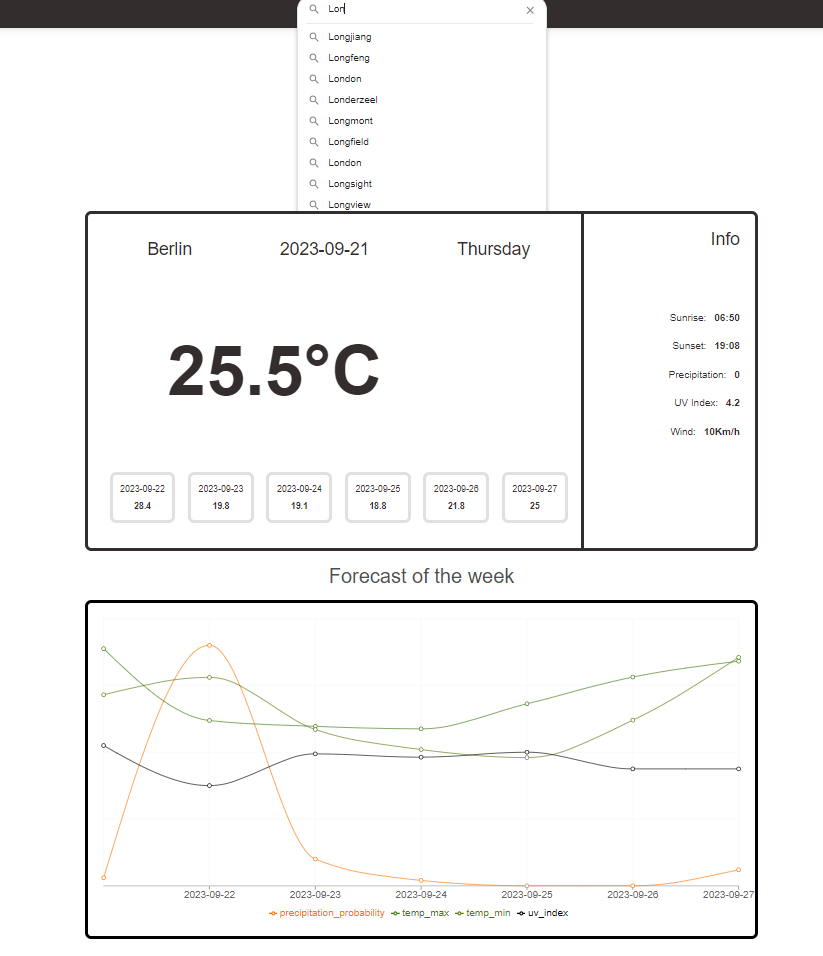 Lon
Longjiang
Longfeng
London
Londerzeel
Longmont
Longfield
London
Longsight
Longview
Berlin 2023-09-21 Thursday
25.5°C
2023-09-22 2023-09-23 2023-09-24 2023-09-25 2023-09-26 2023-09-27
28.4 19.8 19.1 18.8 21.8 25
Info
Sunrise: 06:50
Sunset: 19:08
Precipitation: 0
UV Index: 4.2
Wind: 10Km/h
Forecast of the week
2023-09-22 2023-09-23 2023-09-24 2023-09-25 2023-09-26 2023-09-27
precipitation_probability temp_max temp_min uv_index